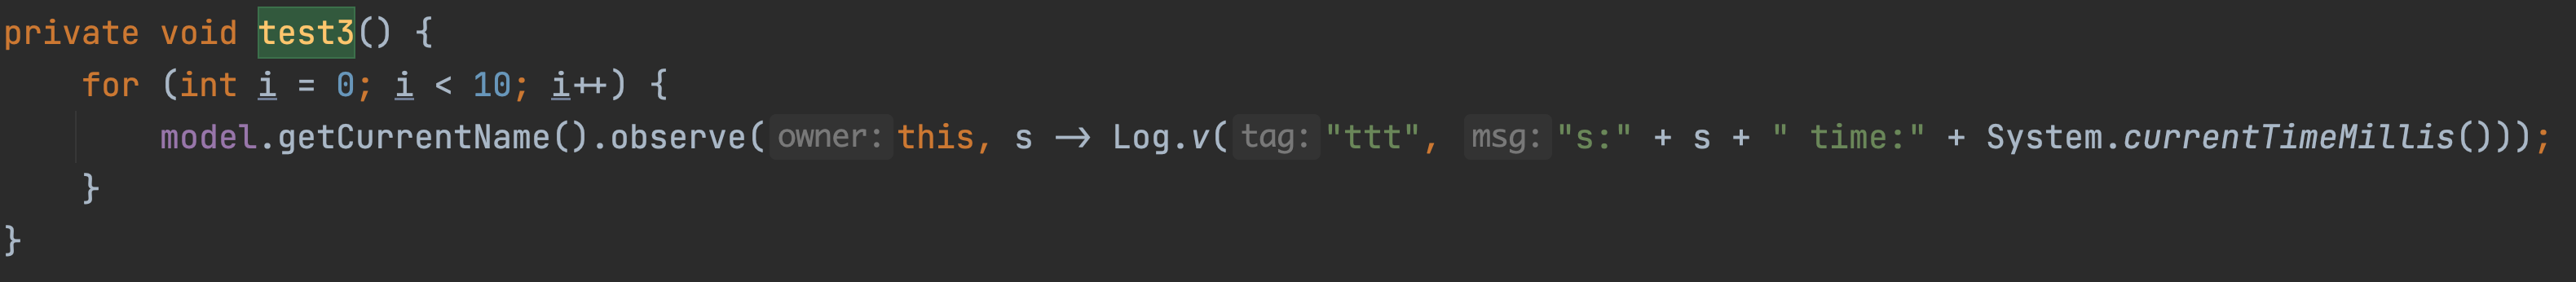 private void test3() {
    for (int i = 0; i < 10; i++) {
        model.getCurrentName().observe( owner: this, s -> Log.v( tag: "ttt", msg: "s:" + s + " time:" + System.currentTimeMillis()));
    }
}